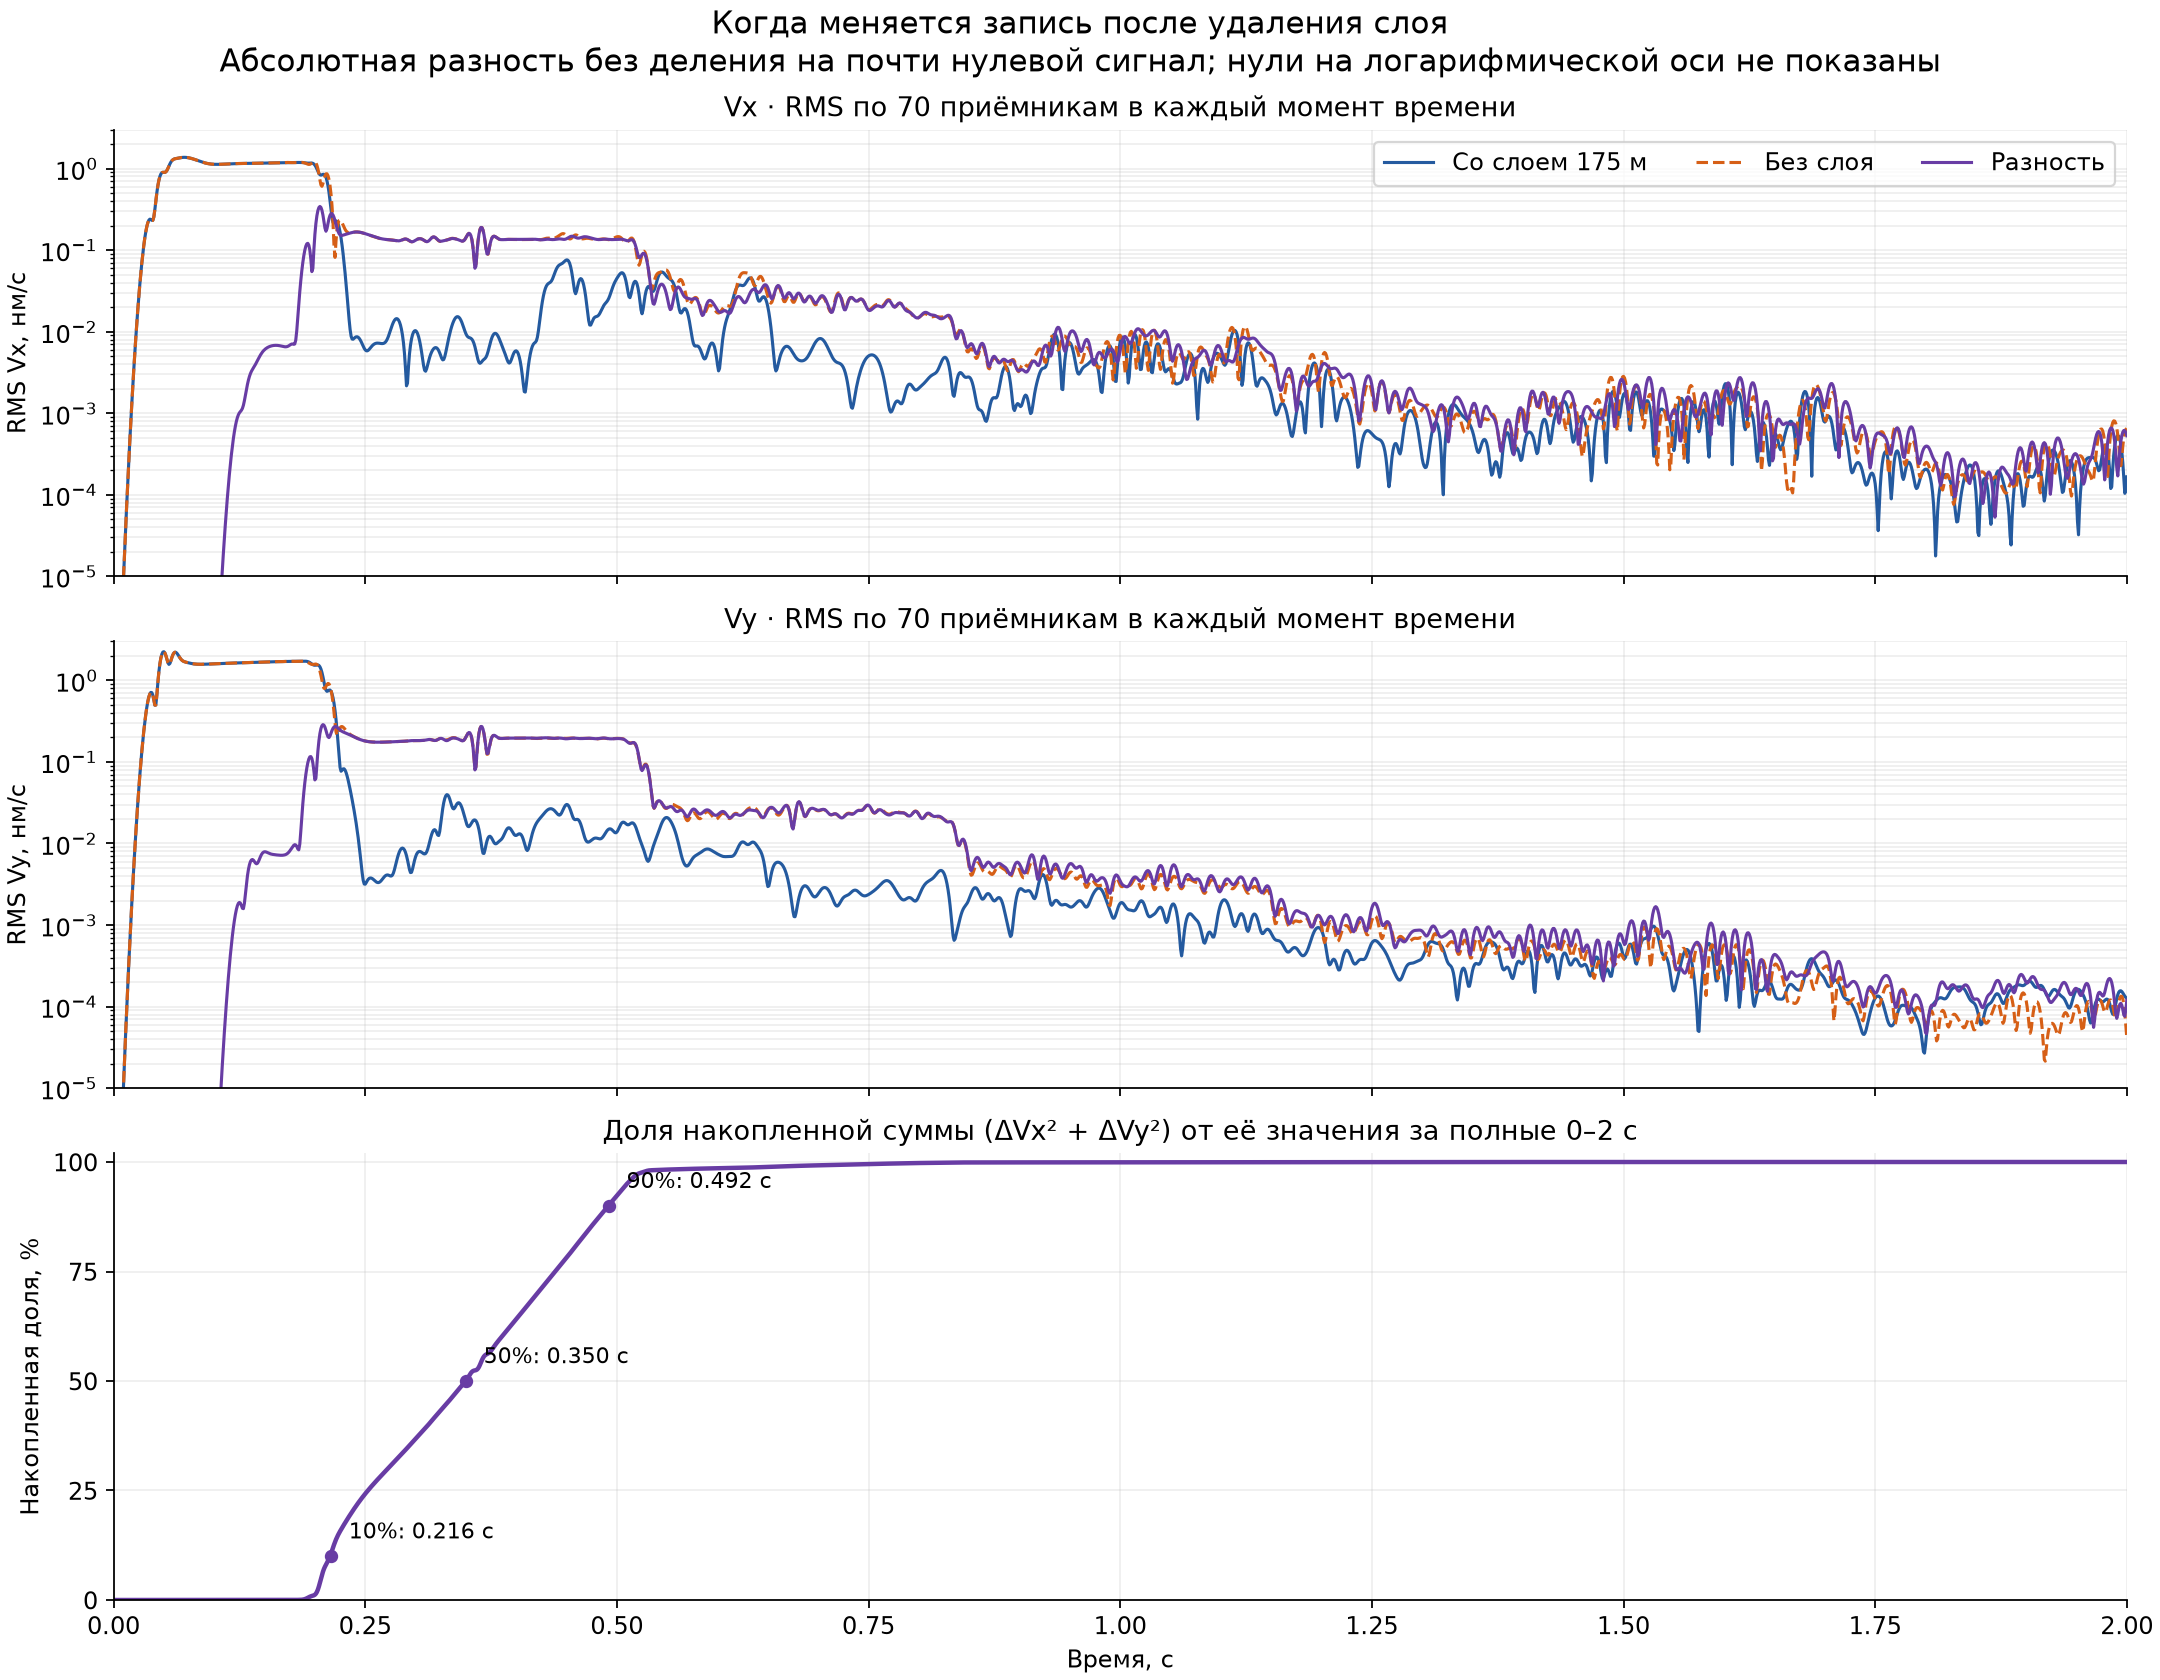 Когда меняется запись после удаления слоя
Абсолютная разность без деления на почти нулевой сигнал; нули на логарифмической оси не показаны
Vx · RMS по 70 приёмникам в каждый момент времени
RMS Vx, нм/с
10⁰
10⁻¹
10⁻²
10⁻³
10⁻⁴
10⁻⁵
Со слоем 175 м
Без слоя
Разность
Vy · RMS по 70 приёмникам в каждый момент времени
RMS Vy, нм/с
10⁰
10⁻¹
10⁻²
10⁻³
10⁻⁴
10⁻⁵
Доля накопленной суммы (ΔVx² + ΔVy²) от её значения за полные 0–2 с
Накопленная доля, %
100
75
50
25
0
90%: 0.492 с
50%: 0.350 с
10%: 0.216 с
0.00 0.25 0.50 0.75 1.00 1.25 1.50 1.75 2.00
Время, с